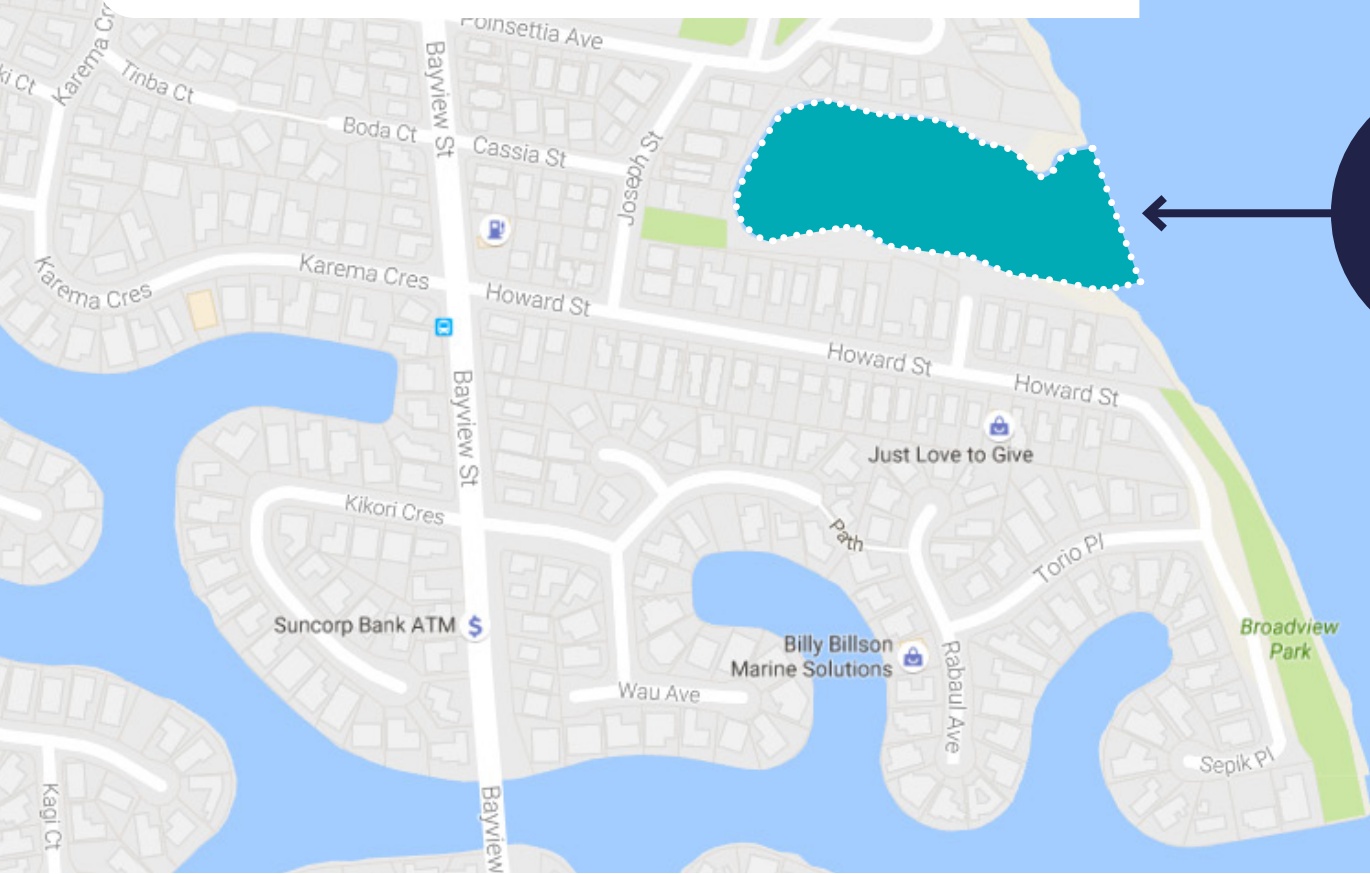 Poinsettia Ave
Karema Cr
ki Ct
Tinba Ct
Bayview St
Boda Ct
Cassia St
Joseph St
Karema Cres
Karema Cres
Howard St
Howard St
Howard St
Bayview St
Just Love to Give
Kikori Cres
Path
Torio Pl
Suncorp Bank ATM
$
Billy Billson
Marine Solutions
Broadview
Park
Rabaul Ave
Wau Ave
Sepik Pl
Kagi Ct
Bayview